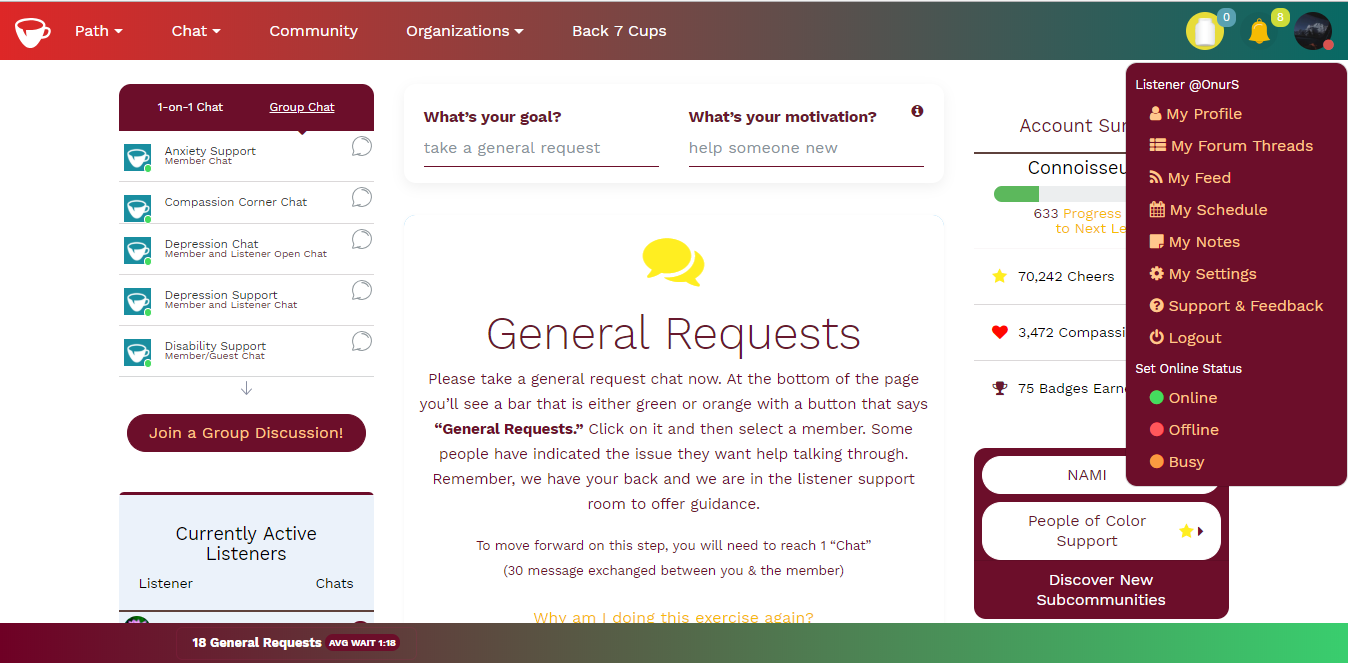 Path
Chat
Community
Organizations
Back 7 Cups
0
8
1-on-1 Chat
Group Chat
Anxiety Support
Member Chat
Compassion Corner Chat
Depression Chat
Member and Listener Open Chat
Depression Support
Member and Listener Chat
Disability Support
Member/Guest Chat
Join a Group Discussion!
Currently Active
Listeners
Listener
Chats
What's your goal?
take a general request
What's your motivation?
help someone new
General Requests
Please take a general request chat now. At the bottom of the page
you'll see a bar that is either green or orange with a button that says
“General Requests.” Click on it and then select a member. Some
people have indicated the issue they want help talking through.
Remember, we have your back and we are in the listener support
room to offer guidance.
To move forward on this step, you will need to reach 1 “Chat”
(30 message exchanged between you & the member)
Why am I doing this exercise again?
Account Sur
Connoisseu
633 Progress
to Next Le
70,242 Cheers
3,472 Compassi
75 Badges Earne
NAMI
People of Color
Support
Discover New
Subcommunities
Listener @OnurS
My Profile
My Forum Threads
My Feed
My Schedule
My Notes
My Settings
Support & Feedback
Logout
Set Online Status
Online
Offline
Busy
18 General Requests AVG WAIT 1:18